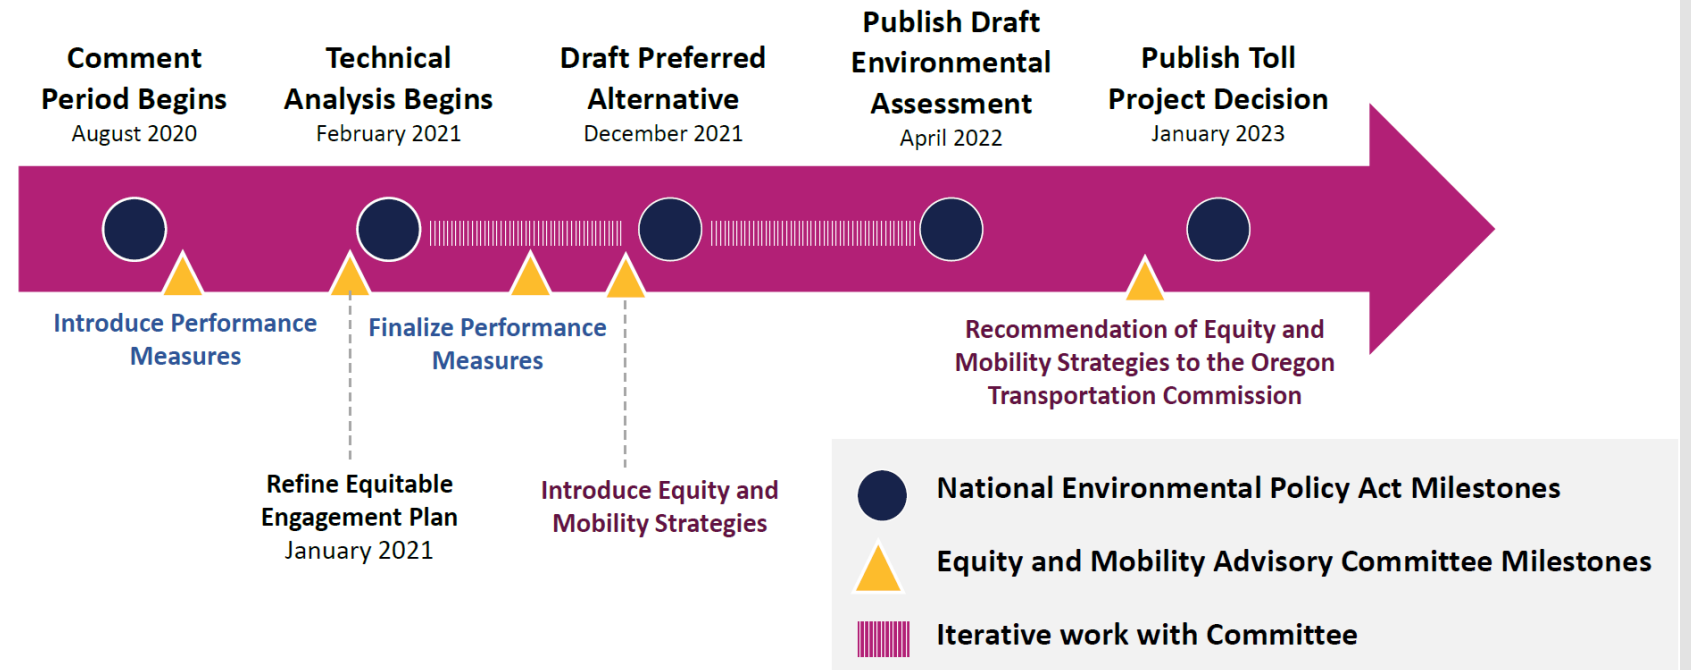 Comment
Period Begins
August 2020
Technical
Analysis Begins
February 2021
Draft Preferred
Alternative
December 2021
Publish Draft
Environmental
Assessment
April 2022
Publish Toll
Project Decision
January 2023
Introduce Performance
Measures
Finalize Performance
Measures
Recommendation of Equity and
Mobility Strategies to the Oregon
Transportation Commission
Refine Equitable
Engagement Plan
January 2021
Introduce Equity and
Mobility Strategies
National Environmental Policy Act Milestones
Equity and Mobility Advisory Committee Milestones
Iterative work with Committee